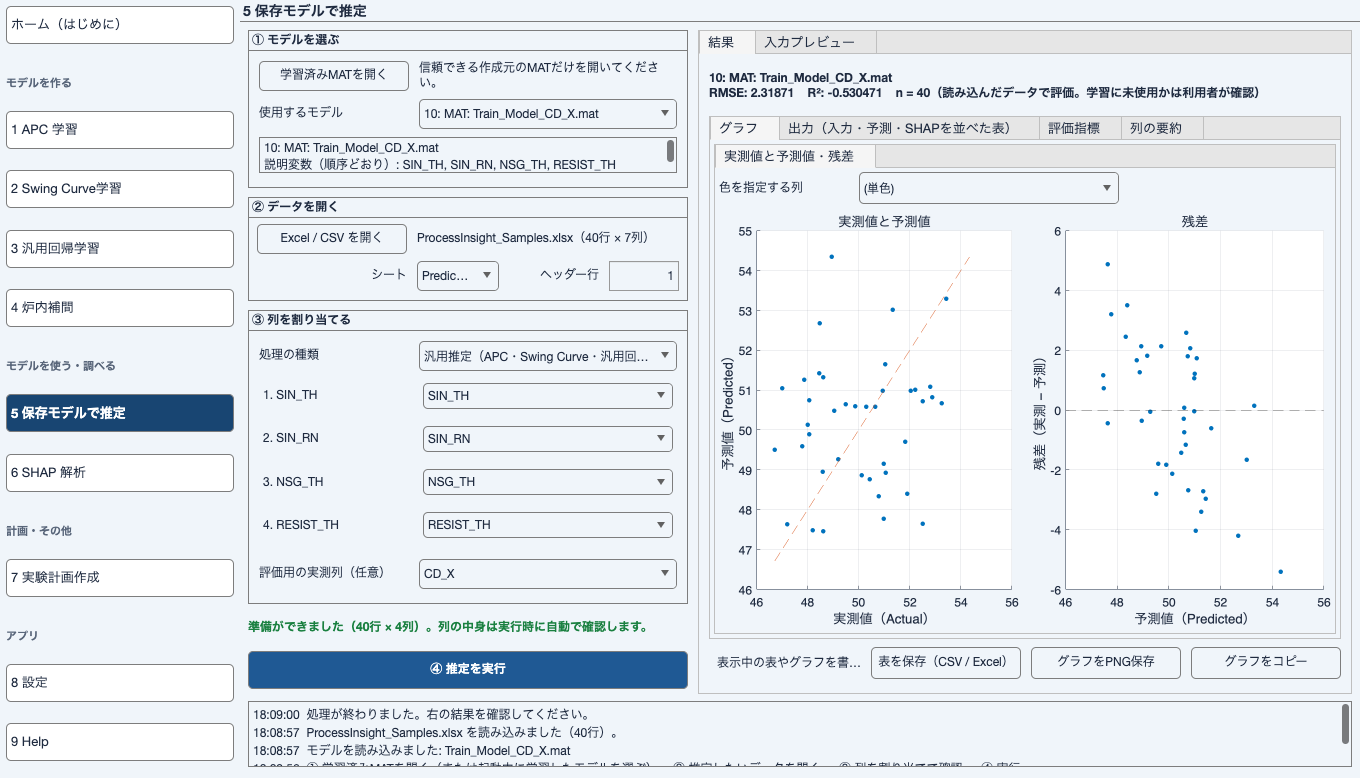 ホーム（はじめに）
モデルを作る
1 APC 学習
2 Swing Curve学習
3 汎用回帰学習
4 炉内補間
モデルを使う・調べる
5 保存モデルで推定
6 SHAP 解析
計画・その他
7 実験計画作成
アプリ
8 設定
9 Help
5 保存モデルで推定
① モデルを選ぶ
学習済みMATを開く
信頼できる作成元のMATだけを開いてくださ
い。
使用するモデル
10: MAT: Train_Model_CD_X.mat
10: MAT: Train_Model_CD_X.mat
説明変数（順序どおり）: SIN_TH, SIN_RN, NSG_TH, RESIST_TH
② データを開く
Excel / CSV を開く
ProcessInsight_Samples.xlsx（40行 × 7列）
シート
Predic...
ヘッダー行
1
③ 列を割り当てる
処理の種類
汎用推定（APC・Swing Curve・汎用回...
1. SIN_TH
SIN_TH
2. SIN_RN
SIN_RN
3. NSG_TH
NSG_TH
4. RESIST_TH
RESIST_TH
評価用の実測列（任意）
CD_X
準備ができました（40行 × 4列）。列の中身は実行時に自動で確認します。
④ 推定を実行
結果
入力プレビュー
10: MAT: Train_Model_CD_X.mat
RMSE: 2.31871 R²: -0.530471 n = 40（読み込んだデータで評価。学習に未使用かは利用者が確認）
グラフ
出力（入力・予測・SHAPを並べた表）
評価指標
列の要約
実測値と予測値・残差
色を指定する列
(単色)
実測値と予測値
予測値（Predicted）
55
54
53
52
51
50
49
48
47
46
46 48 50 52 54 56
実測値（Actual）
残差
残差（実測 – 予測）
6
4
2
0
-2
-4
-6
46 48 50 52 54 56
予測値（Predicted）
表示中の表やグラフを書...
表を保存（CSV / Excel）
グラフをPNG保存
グラフをコピー
18:09:00 処理が終わりました。右の結果を確認してください。
18:08:57 ProcessInsight_Samples.xlsx を読み込みました（40行）。
18:08:57 モデルを読み込みました: Train_Model_CD_X.mat